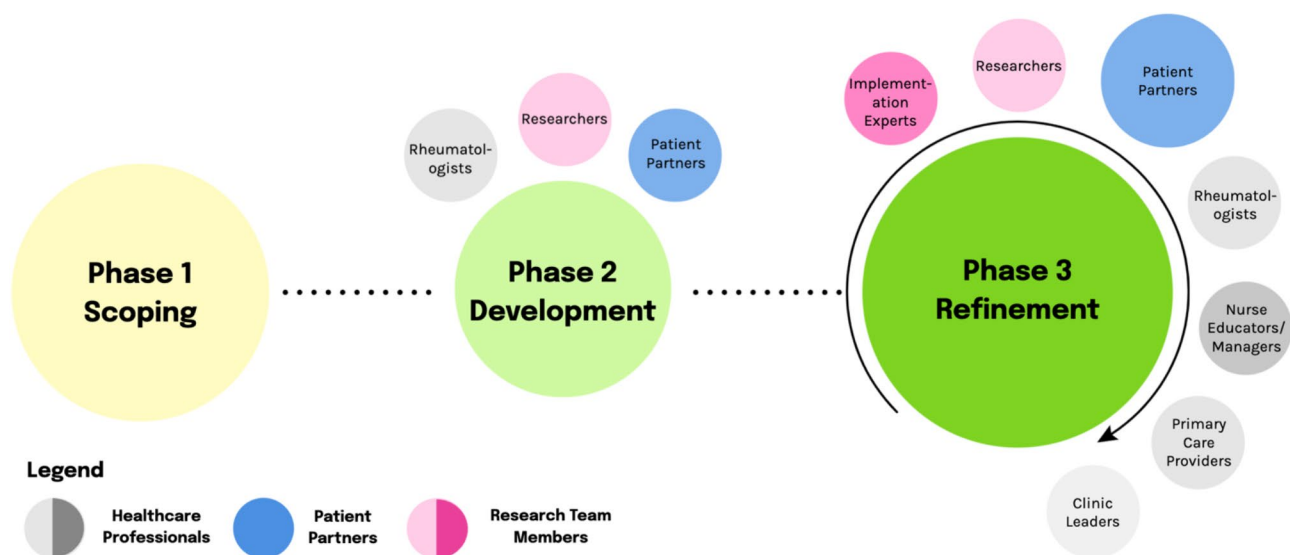 Phase 1
Scoping
Rheumatol-
ogists
Researchers
Patient
Partners
Phase 2
Development
Implement-
ation
Experts
Researchers
Patient
Partners
Rheumatol-
ogists
Nurse
Educators/
Managers
Primary
Care
Providers
Clinic
Leaders
Phase 3
Refinement
Legend
Healthcare
Professionals
Patient
Partners
Research Team
Members